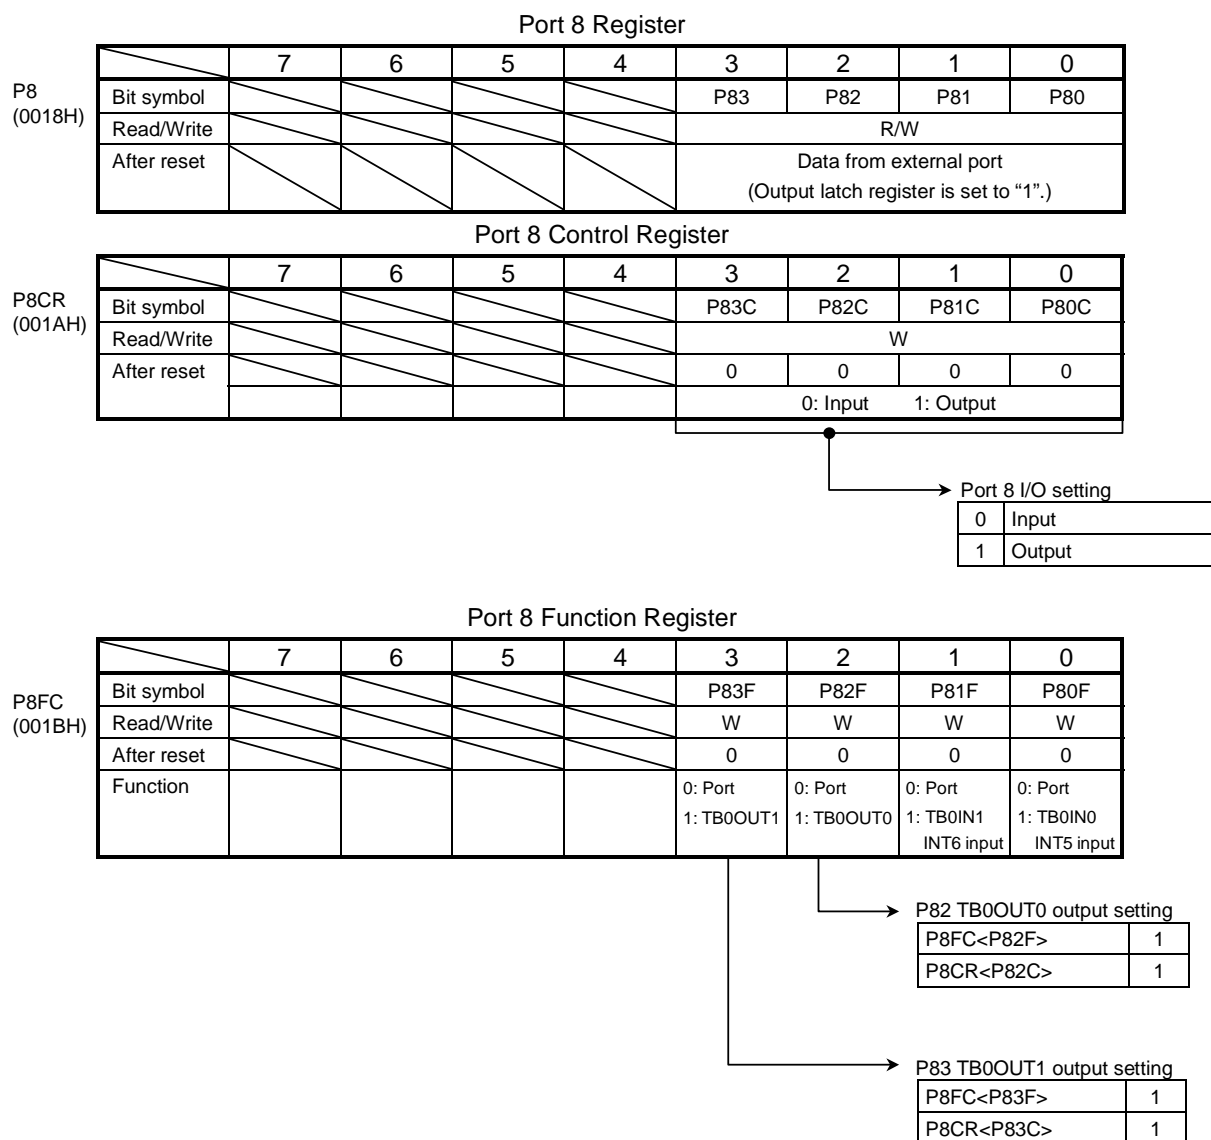 Port 8 Register
7 6 5 4 3 2 1 0
P8
(0018H)
Bit symbol P83 P82 P81 P80
Read/Write R/W
After reset Data from external port
(Output latch register is set to “1”.)
Port 8 Control Register
7 6 5 4 3 2 1 0
P8CR
(001AH)
Bit symbol P83C P82C P81C P80C
Read/Write W
After reset 0 0 0 0
0: Input 1: Output
Port 8 I/O setting
0 Input
1 Output
Port 8 Function Register
7 6 5 4 3 2 1 0
P8FC
(001BH)
Bit symbol P83F P82F P81F P80F
Read/Write W W W W
After reset 0 0 0 0
Function 0: Port 0: Port 0: Port 0: Port
1: TB0OUT1 1: TB0OUT0 1: TB0IN1 1: TB0IN0
INT6 input INT5 input
P82 TB0OUT0 output setting
P8FC<P82F> 1
P8CR<P82C> 1
P83 TB0OUT1 output setting
P8FC<P83F> 1
P8CR<P83C> 1